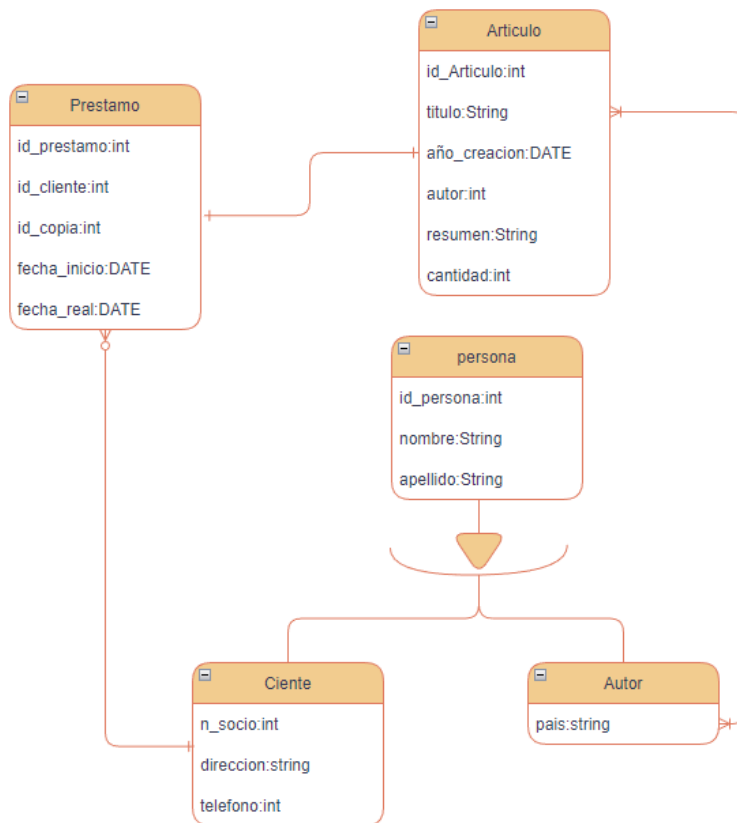 Articulo
id_Articulo:int
titulo:String
año_creacion:DATE
autor:int
resumen:String
cantidad:int
Prestamo
id_prestamo:int
id_cliente:int
id_copia:int
fecha_inicio:DATE
fecha_real:DATE
persona
id_persona:int
nombre:String
apellido:String
Ciente
n_socio:int
direccion:string
telefono:int
Autor
pais:string